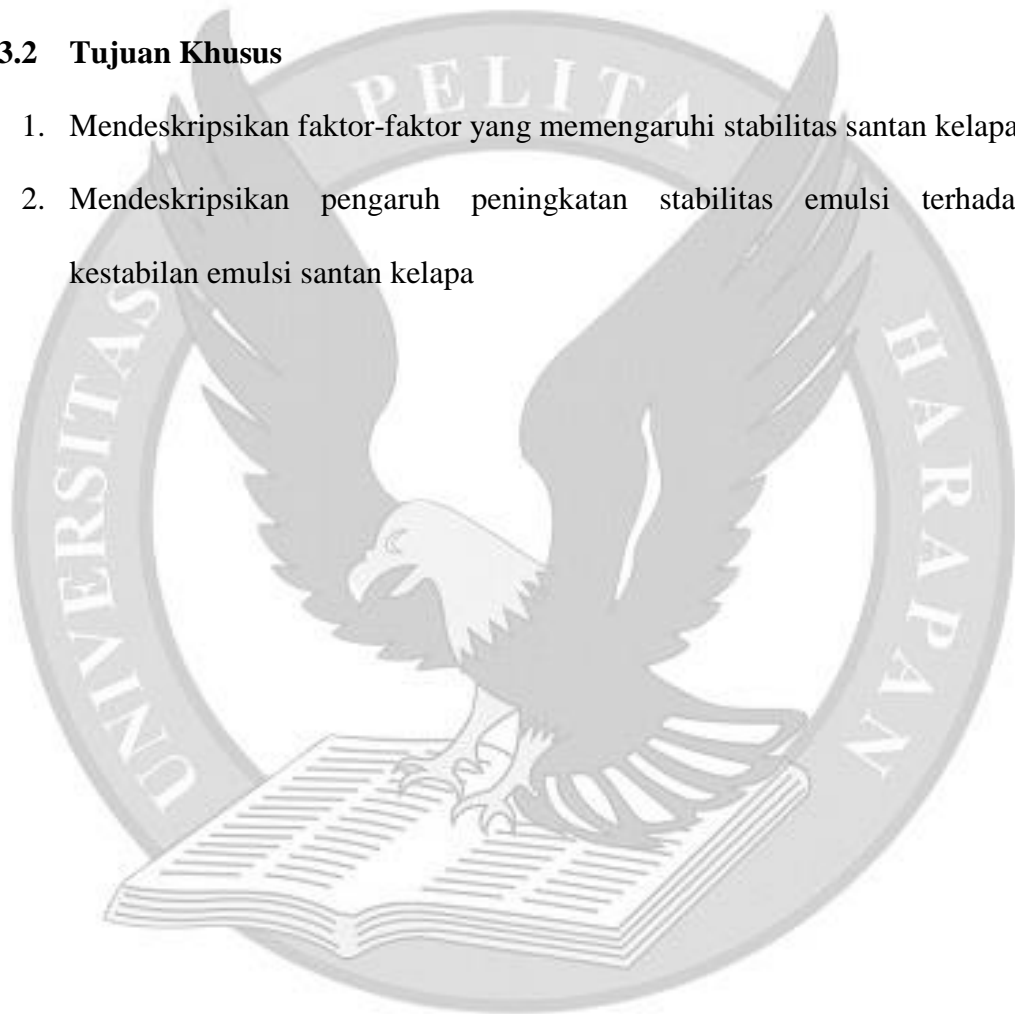 3.2 Tujuan Khusus
1. Mendeskripsikan faktor-faktor yang memengaruhi stabilitas santan kelapa
2. Mendeskripsikan pengaruh peningkatan stabilitas emulsi terhada
kestabilan emulsi santan kelapa
UNIVERSITAS PELITA HARAPAN